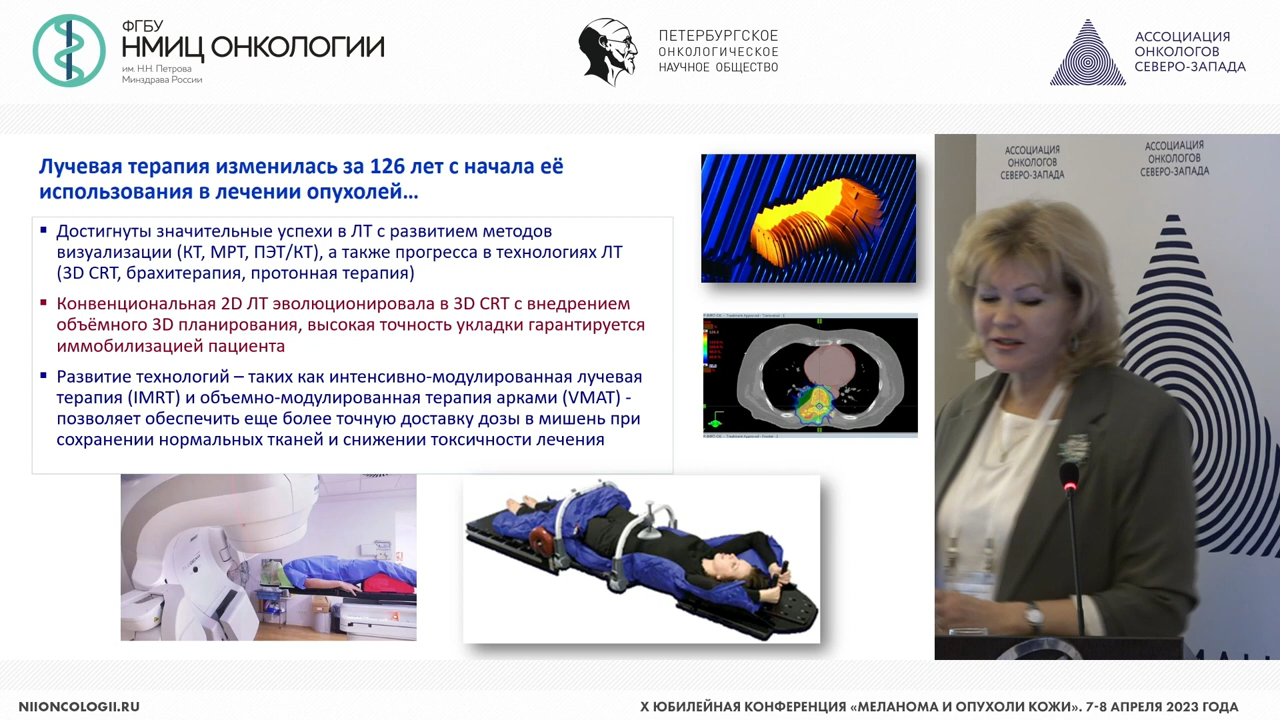 ФГБУ
НМИЦ ОНКОЛОГИИ
им. Н.Н. Петрова
Минздрава России
ПЕТЕРБУРГСКОЕ
ОНКОЛОГИЧЕСКОЕ
НАУЧНОЕ ОБЩЕСТВО
АССОЦИАЦИЯ
ОНКОЛОГОВ
СЕВЕРО-ЗАПАДА
Лучевая терапия изменилась за 126 лет с начала её
использования в лечении опухолей...
▪ Достигнуты значительные успехи в ЛТ с развитием методов
визуализации (КТ, МРТ, ПЭТ/КТ), а также прогресса в технологиях ЛТ
(3D CRT, брахитерапия, протонная терапия)
▪ Конвенциональная 2D ЛТ эволюционировала в 3D CRT с внедрением
объёмного 3D планирования, высокая точность укладки гарантируется
иммобилизацией пациента
▪ Развитие технологий – таких как интенсивно-модулированная лучевая
терапия (IMRT) и объемно-модулированная терапия арками (VMAT) -
позволяет обеспечить еще более точную доставку дозы в мишень при
сохранении нормальных тканей и снижении токсичности лечения
АССОЦИАЦИЯ
ОНКОЛОГОВ
СЕВЕРО-ЗАПАДА
АССОЦИАЦИЯ
ОНКОЛОГОВ
СЕВЕРО-ЗАПАДА
NIIONCOLOGII.RU
X ЮБИЛЕЙНАЯ КОНФЕРЕНЦИЯ «МЕЛАНОМА И ОПУХОЛИ КОЖИ». 7-8 АПРЕЛЯ 2023 ГОДА